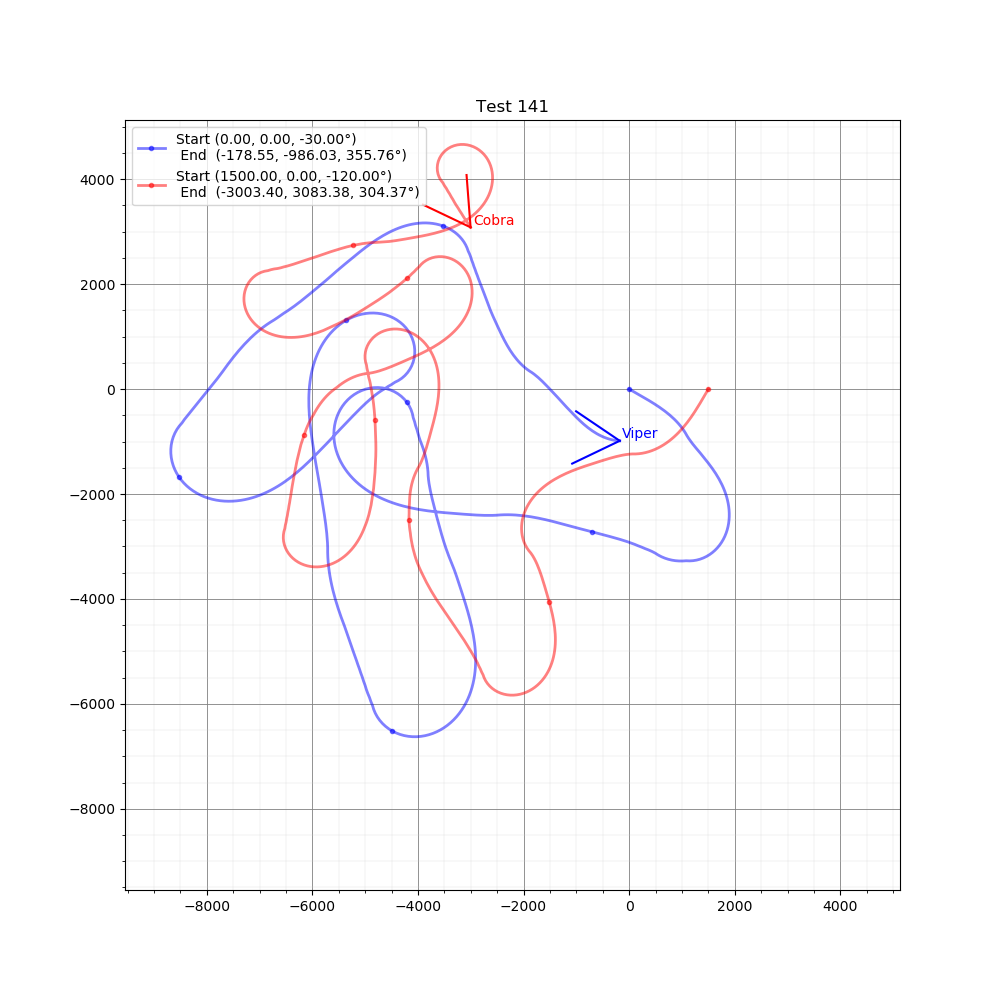 Test 141
Start (0.00, 0.00, -30.00°)
End (-178.55, -986.03, 355.76°)
Start (1500.00, 0.00, -120.00°)
End (-3003.40, 3083.38, 304.37°)
4000
2000
0
−2000
−4000
−6000
−8000
Cobra
Viper
−8000 −6000 −4000 −2000 0 2000 4000